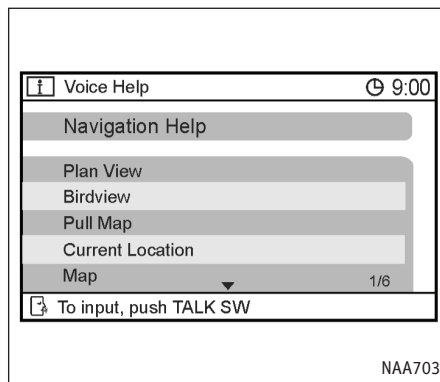 i Voice Help 9:00
Navigation Help
Plan View
Birdview
Pull Map
Current Location
Map 1/6
To input, push TALK SW
NAA703